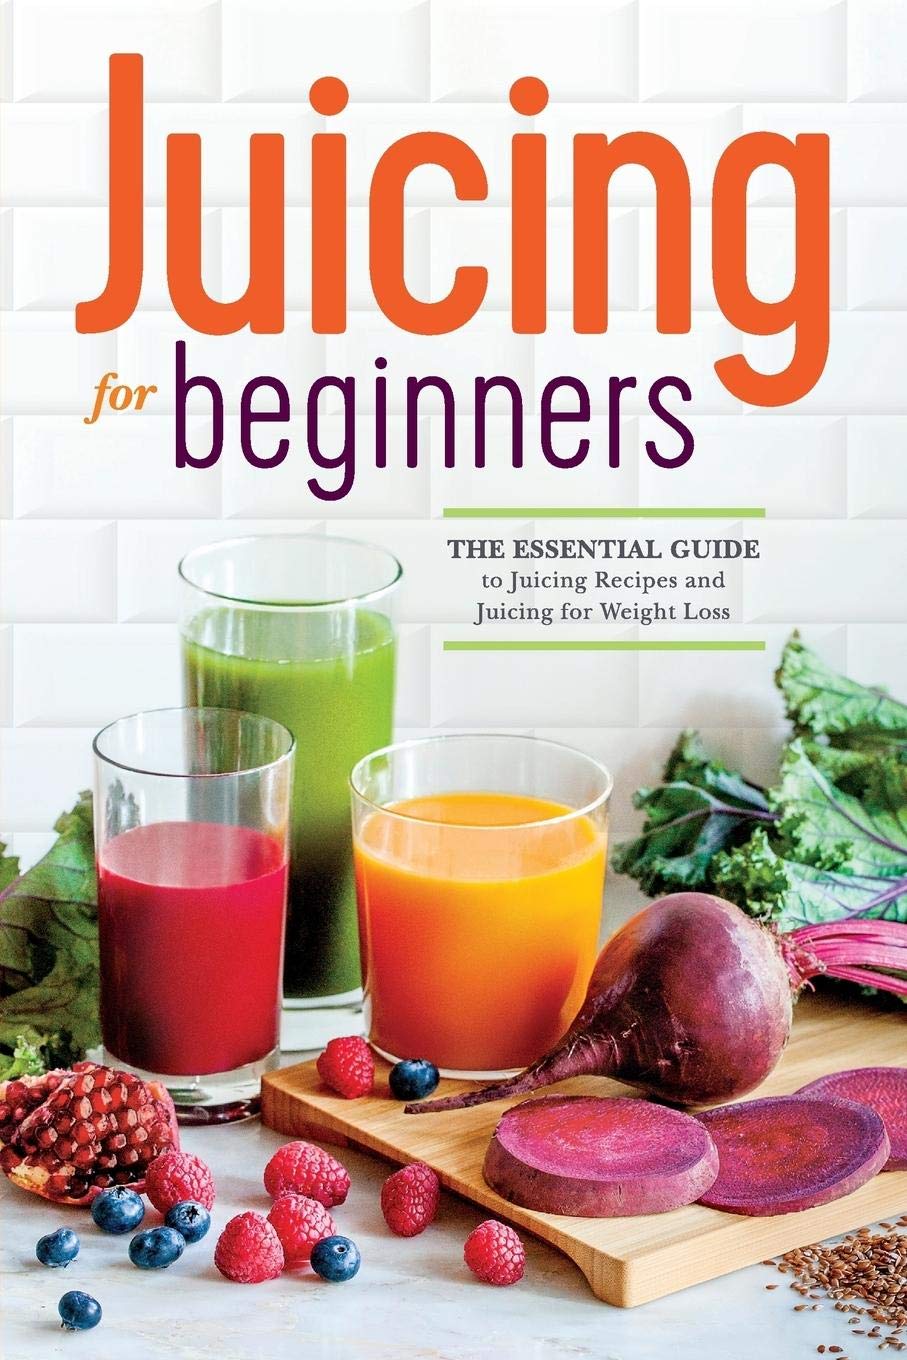 Juicing
for beginners
THE ESSENTIAL GUIDE
to Juicing Recipes and
Juicing for Weight Loss